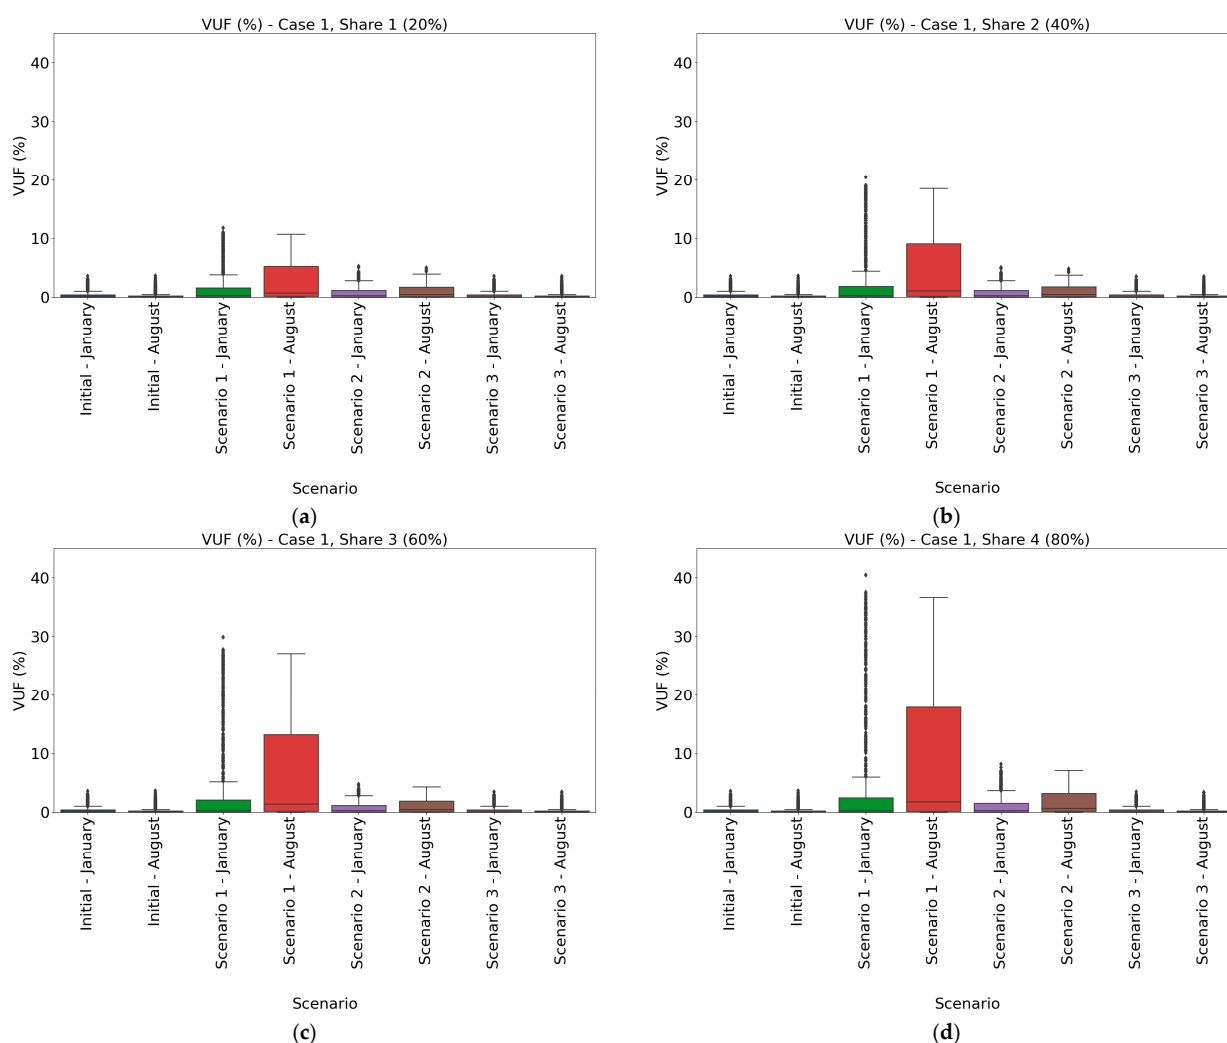 VUF (%) - Case 1, Share 1 (20%)
VUF (%)
40
30
20
10
0
Initial - January
Initial - August
Scenario 1 - January
Scenario 1 - August
Scenario 2 - January
Scenario 2 - August
Scenario 3 - January
Scenario 3 - August
Scenario
(a)
VUF (%) - Case 1, Share 2 (40%)
VUF (%)
40
30
20
10
0
Initial - January
Initial - August
Scenario 1 - January
Scenario 1 - August
Scenario 2 - January
Scenario 2 - August
Scenario 3 - January
Scenario 3 - August
Scenario
(b)
VUF (%) - Case 1, Share 3 (60%)
VUF (%)
40
30
20
10
0
Initial - January
Initial - August
Scenario 1 - January
Scenario 1 - August
Scenario 2 - January
Scenario 2 - August
Scenario 3 - January
Scenario 3 - August
Scenario
(c)
VUF (%) - Case 1, Share 4 (80%)
VUF (%)
40
30
20
10
0
Initial - January
Initial - August
Scenario 1 - January
Scenario 1 - August
Scenario 2 - January
Scenario 2 - August
Scenario 3 - January
Scenario 3 - August
Scenario
(d)